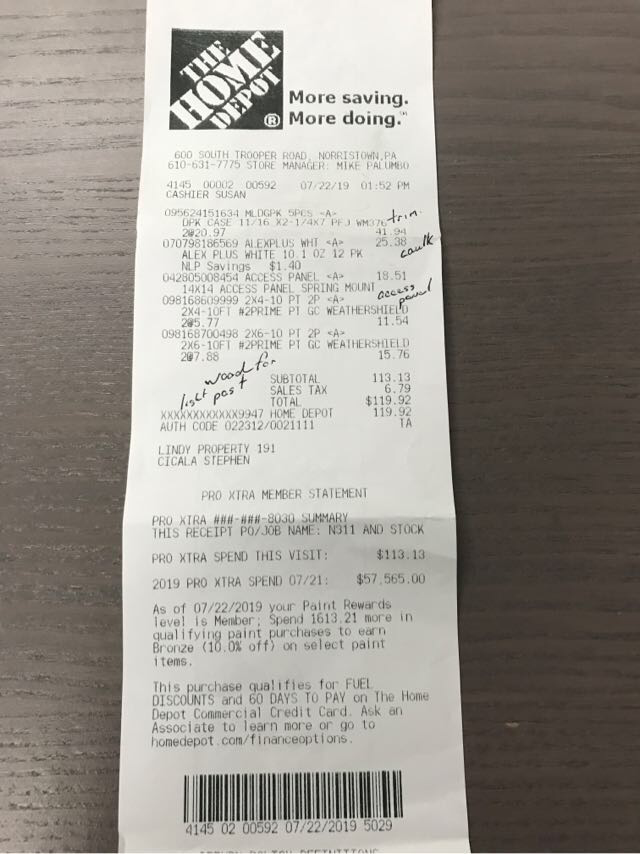 THE
HOME
DEPOT ®
More saving.
More doing.™
600 SOUTH TROOPER ROAD, NORRISTOWN,PA
610-631-7775 STORE MANAGER: MIKE PALUMBO
4145 00002 00592 07/22/19 01:52 PM
CASHIER SUSAN
095624151634 MLDGPK 5PCS <A> trim
DPK CASE 11/16 X2-1/4X7 PFJ WM376
2@20.97 41.94
070798186569 ALEXPLUS WHT <A> 25.38
ALEX PLUS WHITE 10.1 OZ 12 PK caulk
NLP Savings $1.40
042805008454 ACCESS PANEL <A> 18.51
14X14 ACCESS PANEL SPRING MOUNT access panel
098168609999 2X4-10 PT 2P <A>
2X4-10FT #2PRIME PT GC WEATHERSHIELD
2@5.77 11.54
098168700498 2X6-10 PT 2P <A>
2X6-10FT #2PRIME PT GC WEATHERSHIELD
2@7.88 15.76
wood for
light post
SUBTOTAL 113.13
SALES TAX 6.79
TOTAL $119.92
XXXXXXXXXXXX9947 HOME DEPOT 119.92
AUTH CODE 022312/0021111 TA
LINDY PROPERTY 191
CICALA STEPHEN
PRO XTRA MEMBER STATEMENT
PRO XTRA ###-###-8030 SUMMARY
THIS RECEIPT PO/JOB NAME: N311 AND STOCK
PRO XTRA SPEND THIS VISIT: $113.13
2019 PRO XTRA SPEND 07/21: $57,565.00
As of 07/22/2019 your Paint Rewards
level is Member; Spend 1613.21 more in
qualifying paint purchases to earn
Bronze (10.0% off) on select paint
items.
This purchase qualifies for FUEL
DISCOUNTS and 60 DAYS TO PAY on The Home
Depot Commercial Credit Card. Ask an
Associate to learn more or go to
homedepot.com/financeoptions.
4145 02 00592 07/22/2019 5029